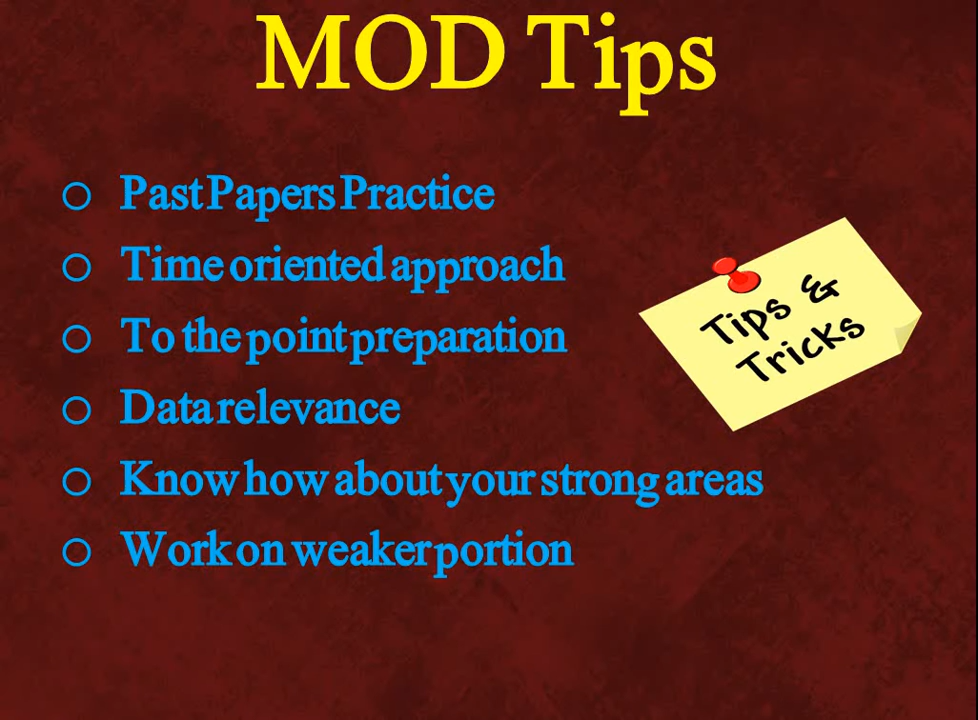 MOD Tips
Past Papers Practice
Time oriented approach
To the point preparation
Data relevance
Know how about your strong areas
Work on weaker portion
Tips &
Tricks